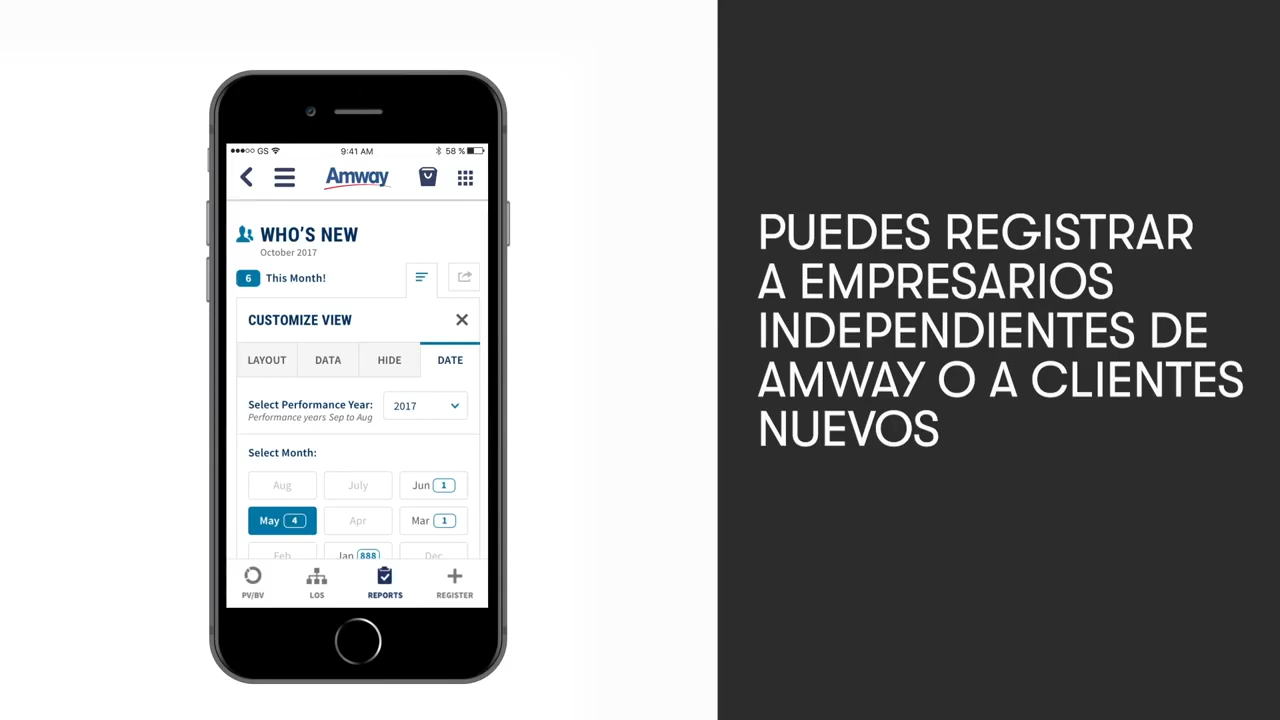 GS 9:41 AM 58 %
Amway
WHO'S NEW
October 2017
6 This Month!
CUSTOMIZE VIEW
LAYOUT DATA HIDE DATE
Select Performance Year: 2017
Performance years Sep to Aug
Select Month:
Aug July Jun 1
May 4 Apr Mar 1
Feb Jan 888 Dec
PV/BV LOS REPORTS REGISTER
PUEDES REGISTRAR
A EMPRESARIOS
INDEPENDIENTES DE
AMWAY O A CLIENTES
NUEVOS